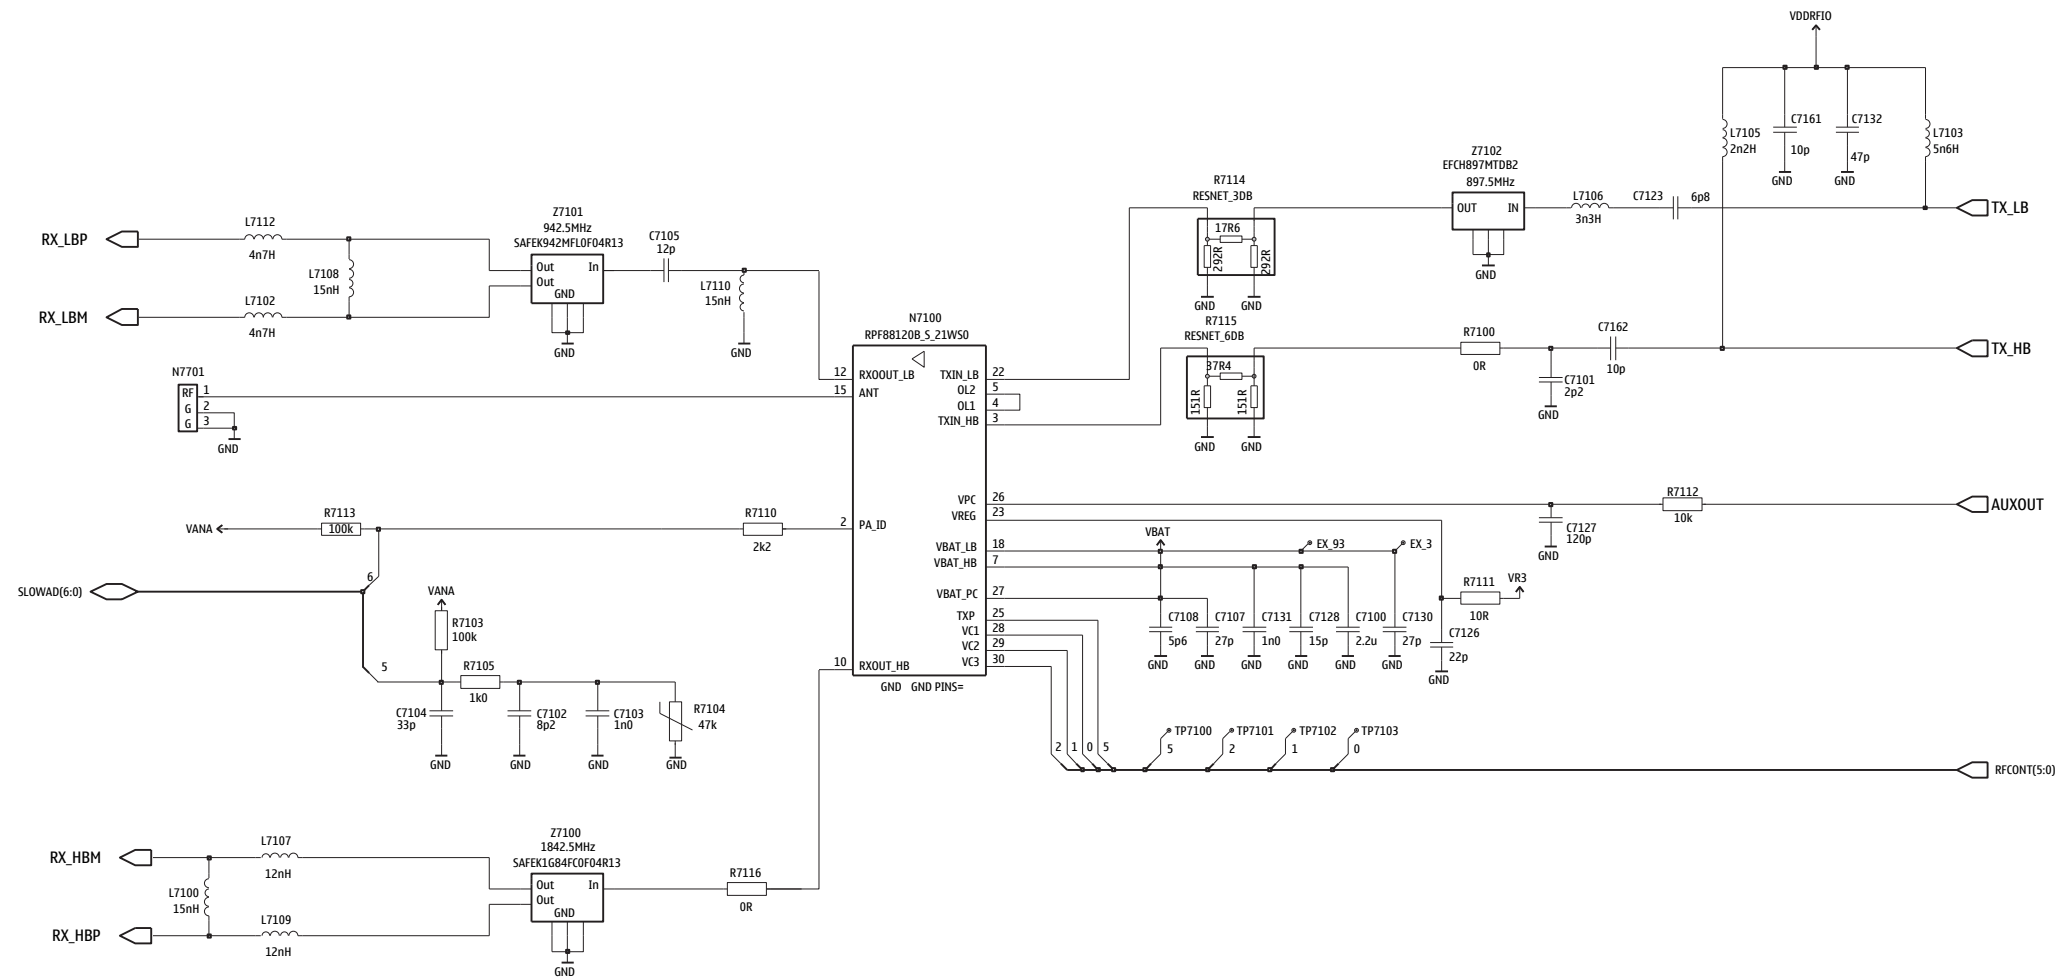 VDDRFIO
L7105
2n2H
C7161
10p
GND
C7132
47p
GND
L7103
5n6H
Z7102
EFCH897MTDB2
897.5MHz
OUT IN
GND
L7106
3n3H
C7123 6p8
TX_LB
R7114
RESNET_3DB
17R6
292R
292R
GND GND
Z7101
942.5MHz
SAFEK942MFL0F04R13
Out In
Out
GND
GND
RX_LBP
L7112
4n7H
L7108
15nH
RX_LBM
L7102
4n7H
C7105
12p
L7110
15nH
GND
N7100
RPF88120B_S_21WS0
R7115
RESNET_6DB
37R4
151R
151R
GND GND
R7100
0R
C7162
10p
C7101
2p2
GND
TX_HB
N7701
RF 1
G 2
G 3
GND
12 RXOOUT_LB
15 ANT
TXIN_LB 22
OL2 5
OL1 4
TXIN_HB 3
VPC 26
VREG 23
R7112
10k
AUXOUT
C7127
120p
GND
VANA
R7113
100k
R7110
2k2
2 PA_ID
VBAT
EX_93
EX_3
VBAT_LB 18
VBAT_HB 7
VBAT_PC 27
TXP 25
VC1 28
VC2 29
VC3 30
R7111
10R
VR3
C7108
5p6
GND
C7107
27p
GND
C7131
1n0
GND
C7128
15p
GND
C7100
2.2u
GND
C7130
27p
GND
C7126
22p
GND
SLOWAD(6:0)
6
VANA
R7103
100k
5
R7105
1k0
C7104
33p
GND
C7102
8p2
GND
C7103
1n0
GND
R7104
47k
GND
10 RXOUT_HB
GND GND PINS=
2 1 0 5
TP7100
5
TP7101
2
TP7102
1
TP7103
0
RFCONT(5:0)
Z7100
1842.5MHz
SAFEK1G84FC0F04R13
Out In
Out
GND
GND
RX_HBM
L7107
12nH
L7100
15nH
RX_HBP
L7109
12nH
R7116
0R